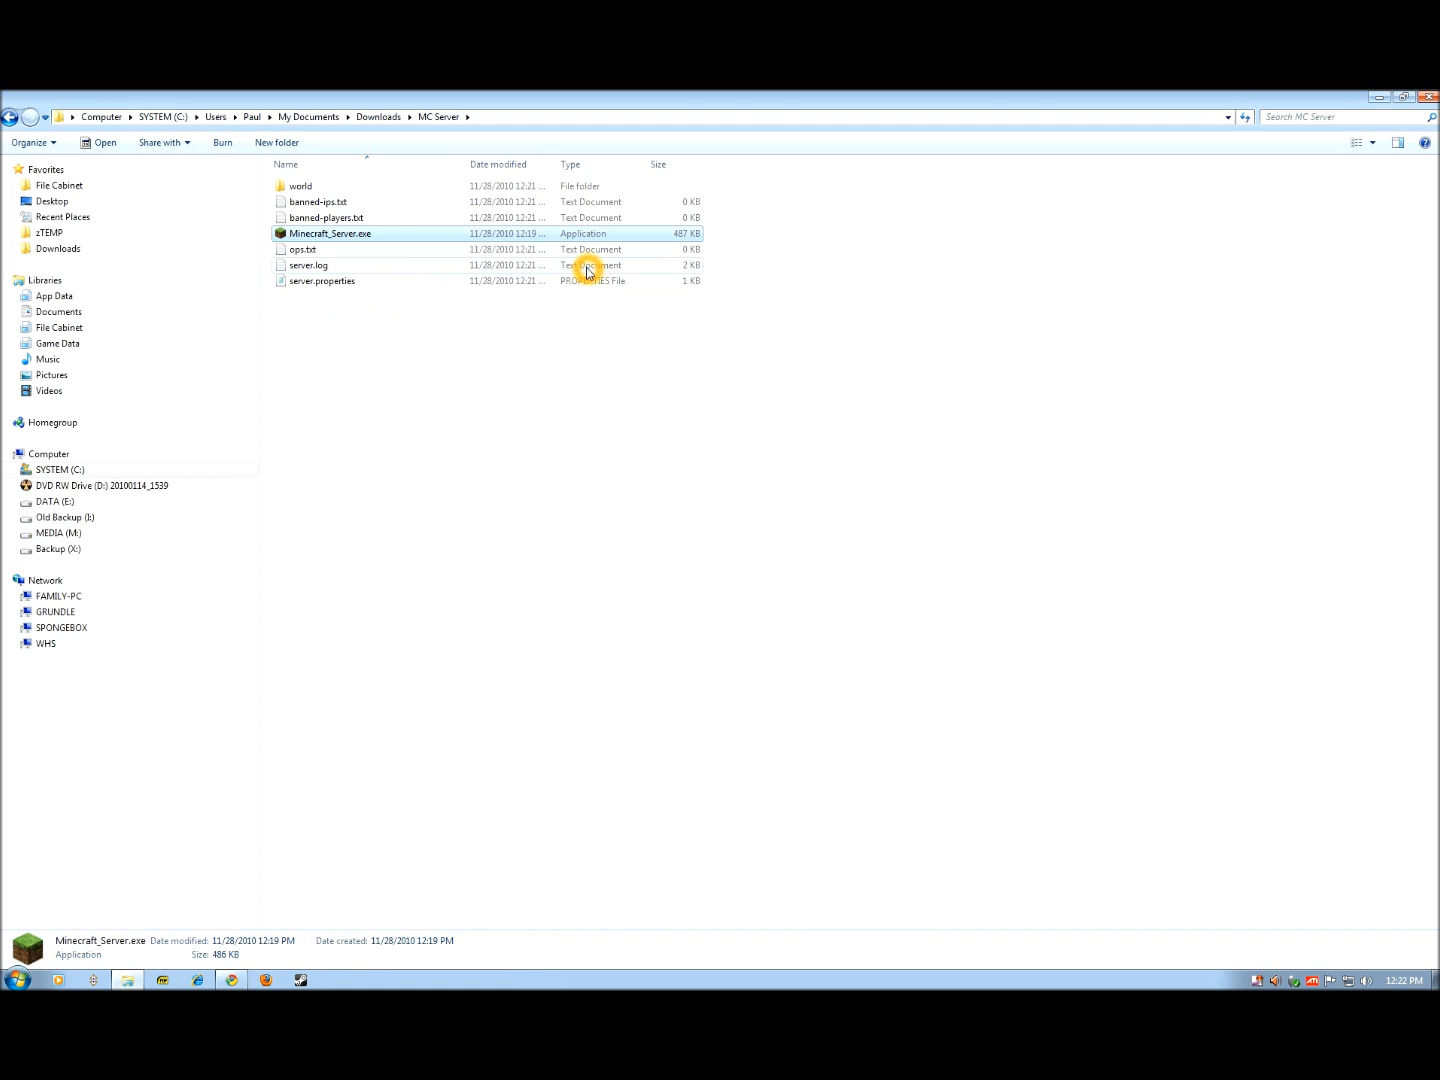 Computer SYSTEM (C:) Users Paul My Documents Downloads MC Server Search MC Server
Organize Open Share with Burn New folder
Name Date modified Type Size
Favorites
File Cabinet
Desktop
Recent Places
zTEMP
Downloads
Libraries
App Data
Documents
File Cabinet
Game Data
Music
Pictures
Videos
Homegroup
Computer
SYSTEM (C:)
DVD RW Drive (D:) 20100114_1539
DATA (E:)
Old Backup (I:)
MEDIA (M:)
Backup (X:)
Network
FAMILY-PC
GRUNDLE
SPONGEBOX
WHS
world 11/28/2010 12:21 ... File folder
banned-ips.txt 11/28/2010 12:21 ... Text Document 0 KB
banned-players.txt 11/28/2010 12:21 ... Text Document 0 KB
Minecraft_Server.exe 11/28/2010 12:19 ... Application 487 KB
ops.txt 11/28/2010 12:21 ... Text Document 0 KB
server.log 11/28/2010 12:21 ... Text Document 2 KB
server.properties 11/28/2010 12:21 ... PROPERTIES File 1 KB
Minecraft_Server.exe Date modified: 11/28/2010 12:19 PM Date created: 11/28/2010 12:19 PM
Application Size: 486 KB
12:22 PM